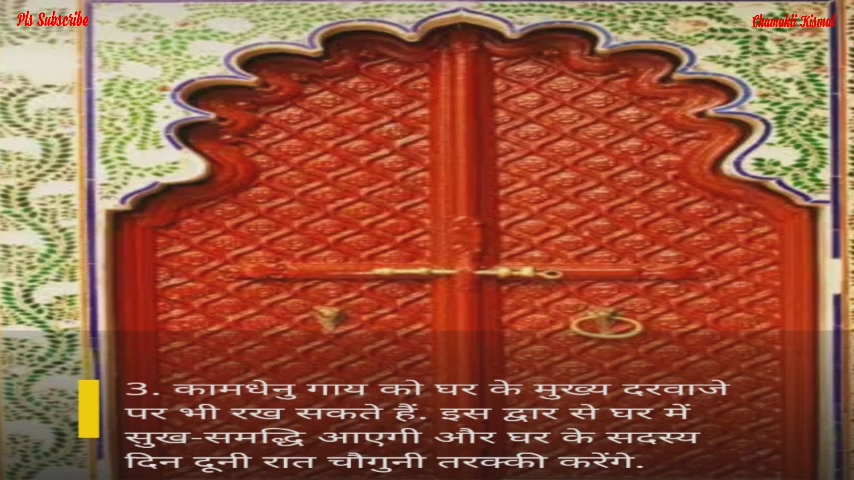 Pls Subscribe
Chamakti Kismat
3. कामधेनु गाय को घर के मुख्य दरवाजे
पर भी रख सकते हैं. इस द्वार से घर में
सुख-समद्धि आएगी और घर के सदस्य
दिन दूनी रात चौगुनी तरक्की करेंगे.